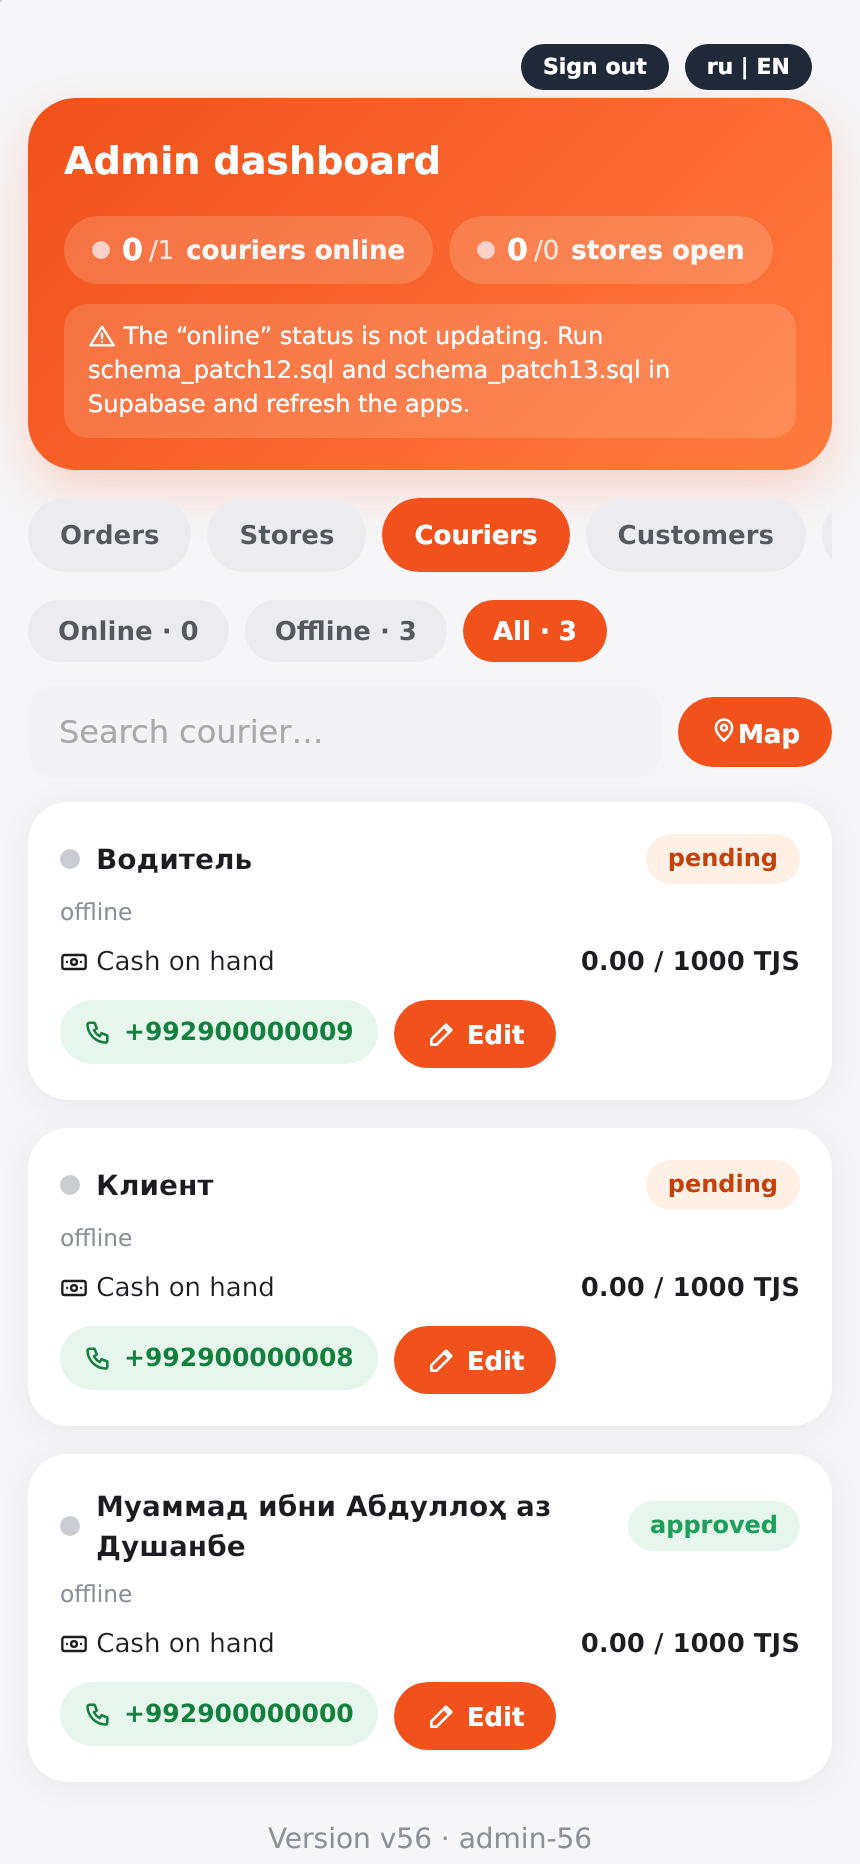 Sign out
ru | EN
Admin dashboard
0 /1 couriers online
0 /0 stores open
The “online” status is not updating. Run
schema_patch12.sql and schema_patch13.sql in
Supabase and refresh the apps.
Orders
Stores
Couriers
Customers
Online · 0
Offline · 3
All · 3
Search courier...
Map
Водитель
pending
offline
Cash on hand
0.00 / 1000 TJS
+992900000009
Edit
Клиент
pending
offline
Cash on hand
0.00 / 1000 TJS
+992900000008
Edit
Муаммад ибни Абдуллоҳ аз
Душанбе
approved
offline
Cash on hand
0.00 / 1000 TJS
+992900000000
Edit
Version v56 · admin-56